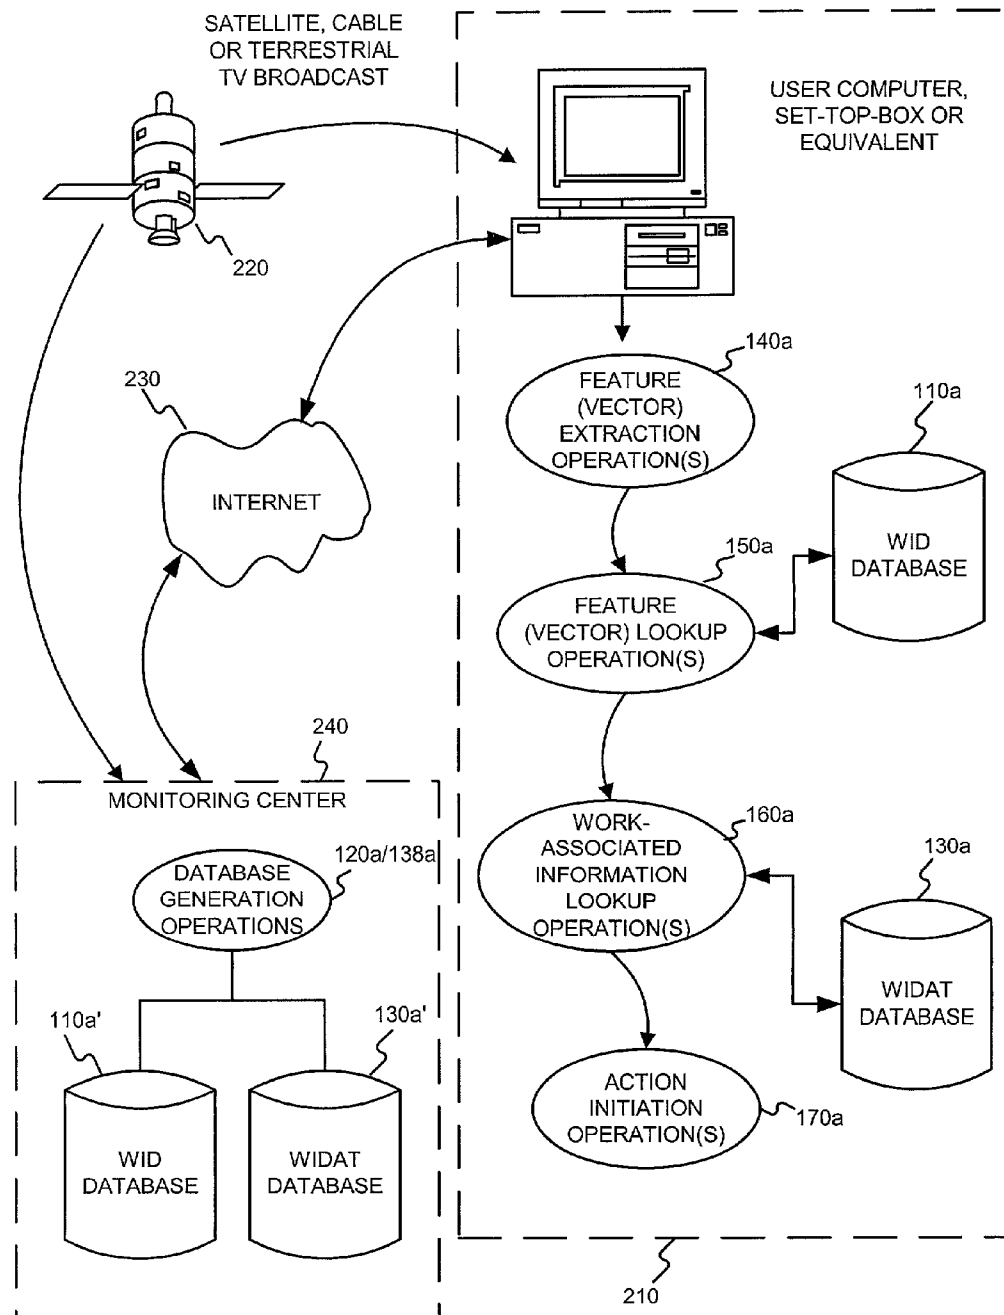 SATELLITE, CABLE
OR TERRESTRIAL
TV BROADCAST
220
USER COMPUTER,
SET-TOP-BOX OR
EQUIVALENT
230
INTERNET
140a
FEATURE
(VECTOR)
EXTRACTION
OPERATION(S)
110a
WID
DATABASE
150a
FEATURE
(VECTOR) LOOKUP
OPERATION(S)
240
MONITORING CENTER
120a/138a
DATABASE
GENERATION
OPERATIONS
110a'
WID
DATABASE
130a'
WIDAT
DATABASE
160a
WORK-
ASSOCIATED
INFORMATION
LOOKUP
OPERATION(S)
130a
WIDAT
DATABASE
ACTION
INITIATION
OPERATION(S)
170a
210